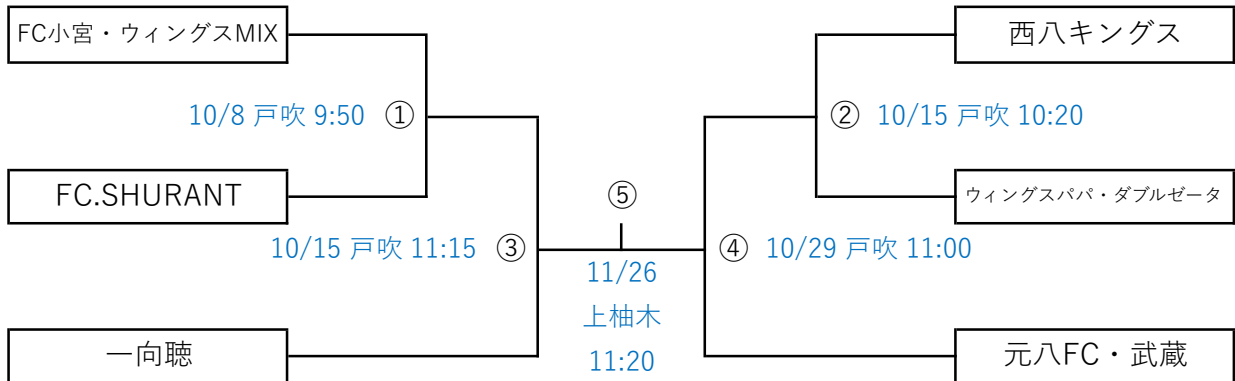 FC小宮・ウィングスMIX
西八キングス
10/8 戸吹 9:50 ①
② 10/15 戸吹 10:20
FC.SHURANT
⑤
ウィングスパパ・ダブルゼータ
10/15 戸吹 11:15 ③
④ 10/29 戸吹 11:00
11/26
上柚木
11:20
一向聴
元八FC・武蔵